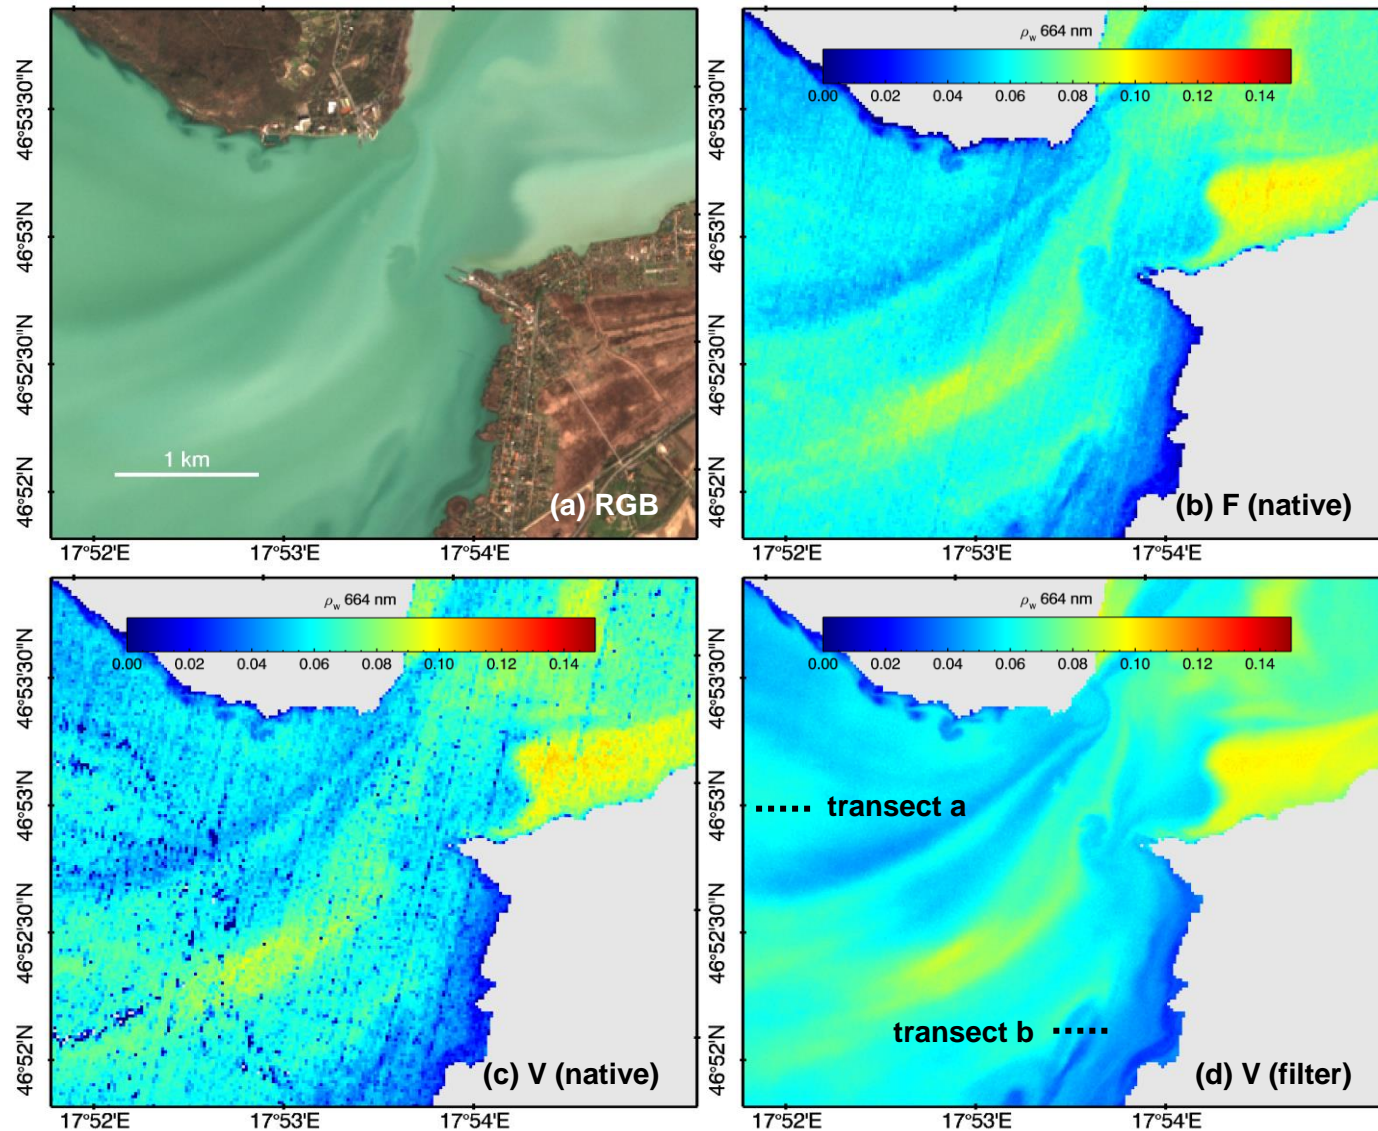 46°53'30"N
46°53'N
46°52'30"N
46°52'N
1 km
(a) RGB
17°52'E
17°53'E
17°54'E
ρw 664 nm
0.00 0.02 0.04 0.06 0.08 0.10 0.12 0.14
46°53'30"N
46°53'N
46°52'30"N
46°52'N
(b) F (native)
17°52'E
17°53'E
17°54'E
ρw 664 nm
0.00 0.02 0.04 0.06 0.08 0.10 0.12 0.14
46°53'30"N
46°53'N
46°52'30"N
46°52'N
(c) V (native)
17°52'E
17°53'E
17°54'E
ρw 664 nm
0.00 0.02 0.04 0.06 0.08 0.10 0.12 0.14
46°53'30"N
46°53'N
46°52'30"N
46°52'N
transect a
transect b
(d) V (filter)
17°52'E
17°53'E
17°54'E